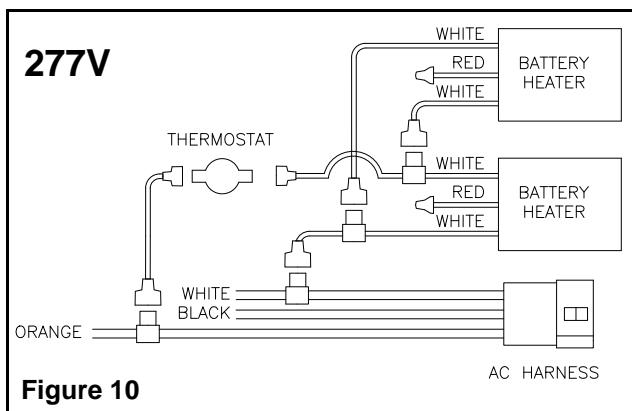 277V
WHITE
RED
WHITE
BATTERY
HEATER
THERMOSTAT
WHITE
RED
WHITE
BATTERY
HEATER
WHITE
BLACK
ORANGE
AC HARNESS
Figure 10